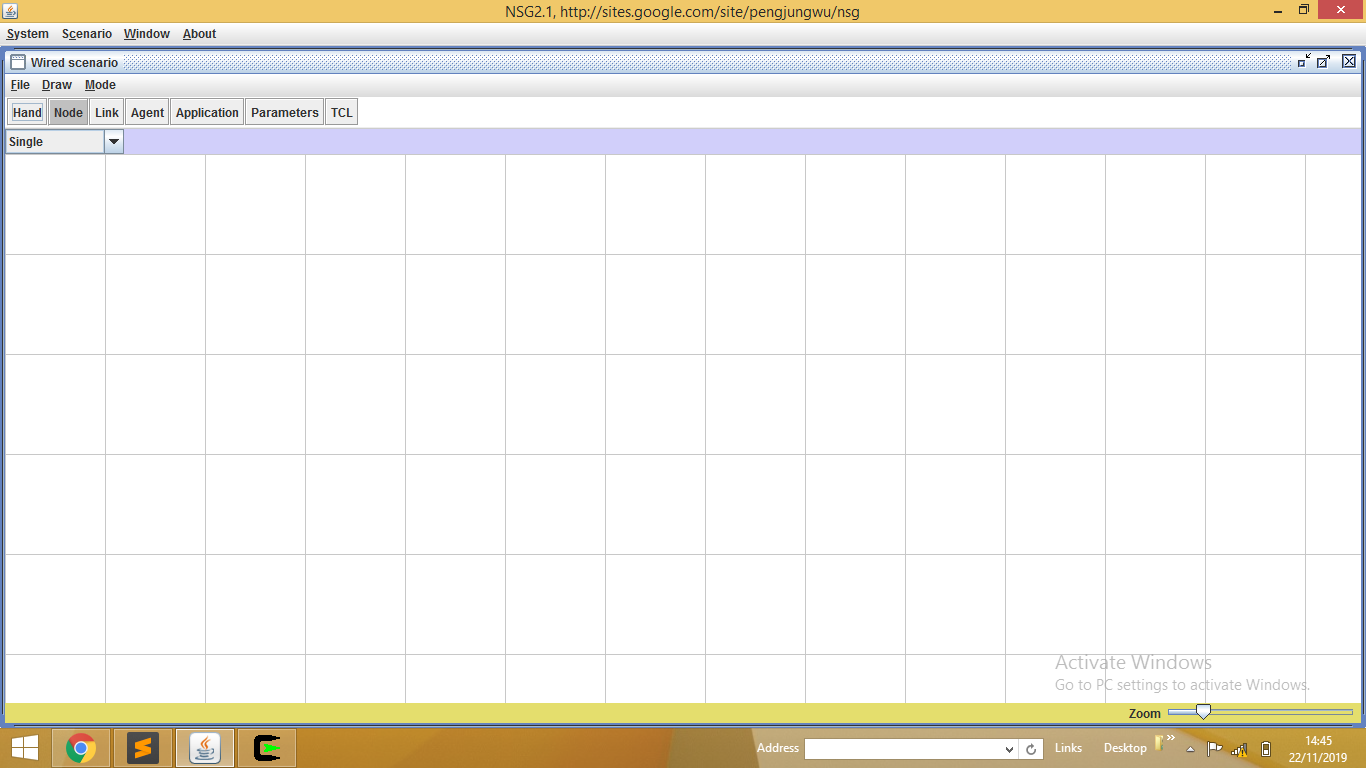 NSG2.1, http://sites.google.com/site/pengjungwu/nsg
System Scenario Window About
Wired scenario
File Draw Mode
Hand Node Link Agent Application Parameters TCL
Single
Activate Windows
Go to PC settings to activate Windows.
Zoom
Address Links Desktop
14:45
22/11/2019